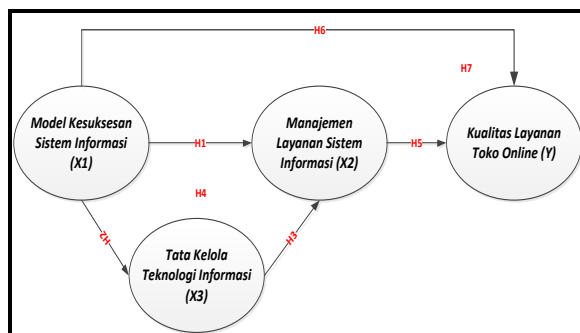 H6
H7
Model Kesuksesan
Sistem Informasi
(X1)
H1
Manajemen
Layanan Sistem
Informasi (X2)
H5
Kualitas Layanan
Toko Online (Y)
H4
H2
H3
Tata Kelola
Teknologi Informasi
(X3)